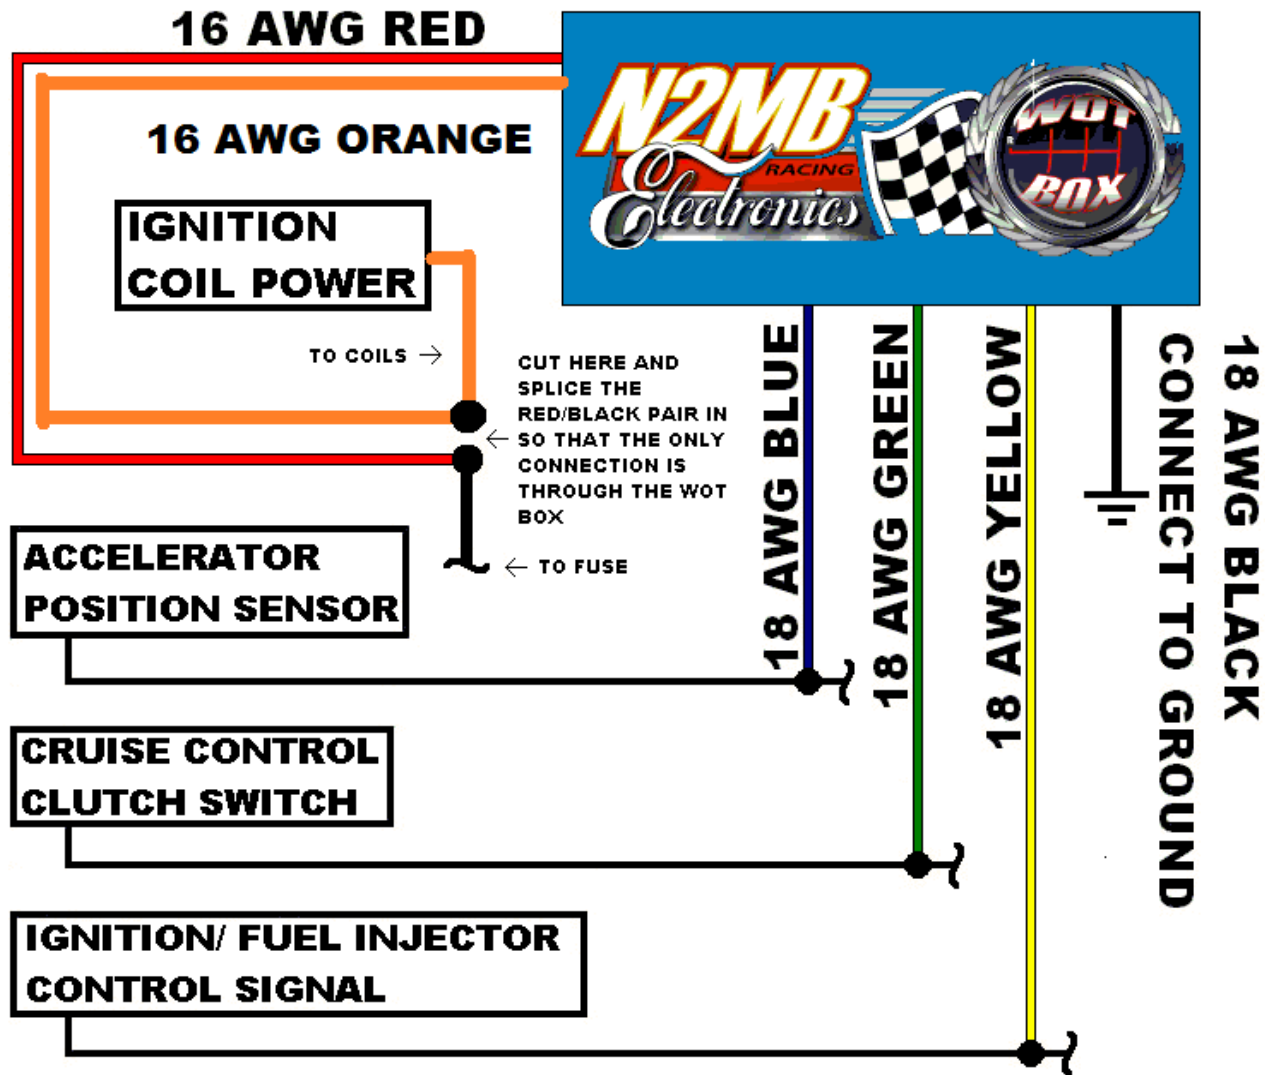 16 AWG RED
16 AWG ORANGE
N2MB
RACING
Electronics
WOT
BOX
IGNITION
COIL POWER
TO COILS →
CUT HERE AND
SPLICE THE
RED/BLACK PAIR IN
← SO THAT THE ONLY
CONNECTION IS
THROUGH THE WOT
BOX
← TO FUSE
18 AWG BLUE
18 AWG GREEN
18 AWG YELLOW
18 AWG BLACK
CONNECT TO GROUND
ACCELERATOR
POSITION SENSOR
CRUISE CONTROL
CLUTCH SWITCH
IGNITION/ FUEL INJECTOR
CONTROL SIGNAL